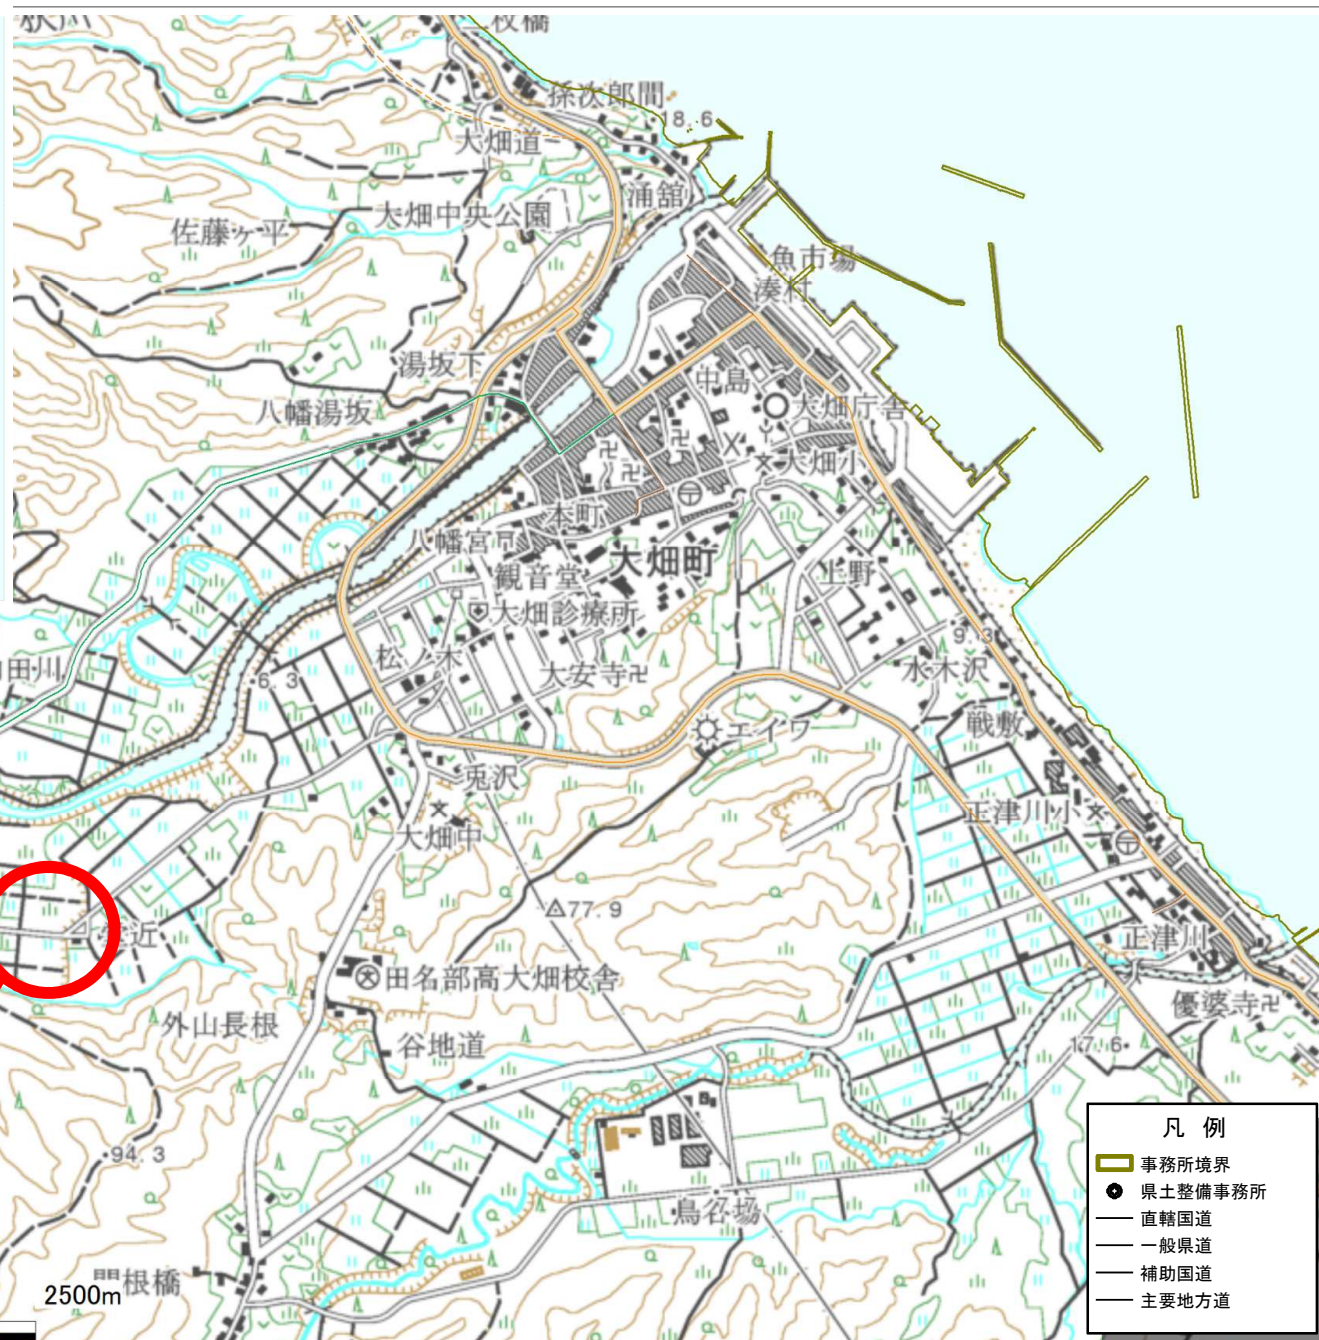 二枚橋
孫次郎間
18.6
大畑道
涌舘
大畑中央公園
佐藤ヶ平
魚市場
湊村
湯坂下
中島
八幡湯坂
大畑庁舎
大畑小
本町
八幡宮
大畑町
観音堂
上野
大畑診療所
9.3
松ノ木
水木沢
6.3
大安寺
戦敷
エイワ
兎沢
正津川小
大畑中
77.9
正津川
田名部高大畑校舎
優婆寺
外山長根
谷地道
17.6
94.3
鳥谷場
関根橋
2500m
凡 例
事務所境界
県土整備事務所
直轄国道
一般県道
補助国道
主要地方道